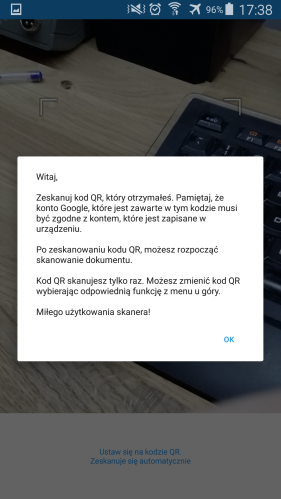 96% 17:38
Witaj,
Zeskanuj kod QR, który otrzymałeś. Pamiętaj, że
konto Google, które jest zawarte w tym kodzie musi
być zgodne z kontem, które jest zapisane w
urządzeniu.
Po zeskanowaniu kodu QR, możesz rozpocząć
skanowanie dokumentu.
Kod QR skanujesz tylko raz. Możesz zmienić kod QR
wybierając odpowiednią funkcję z menu u góry.
Miłego użytkowania skanera!
OK
Ustaw się na kodzie QR.
Zeskanuje się automatycznie